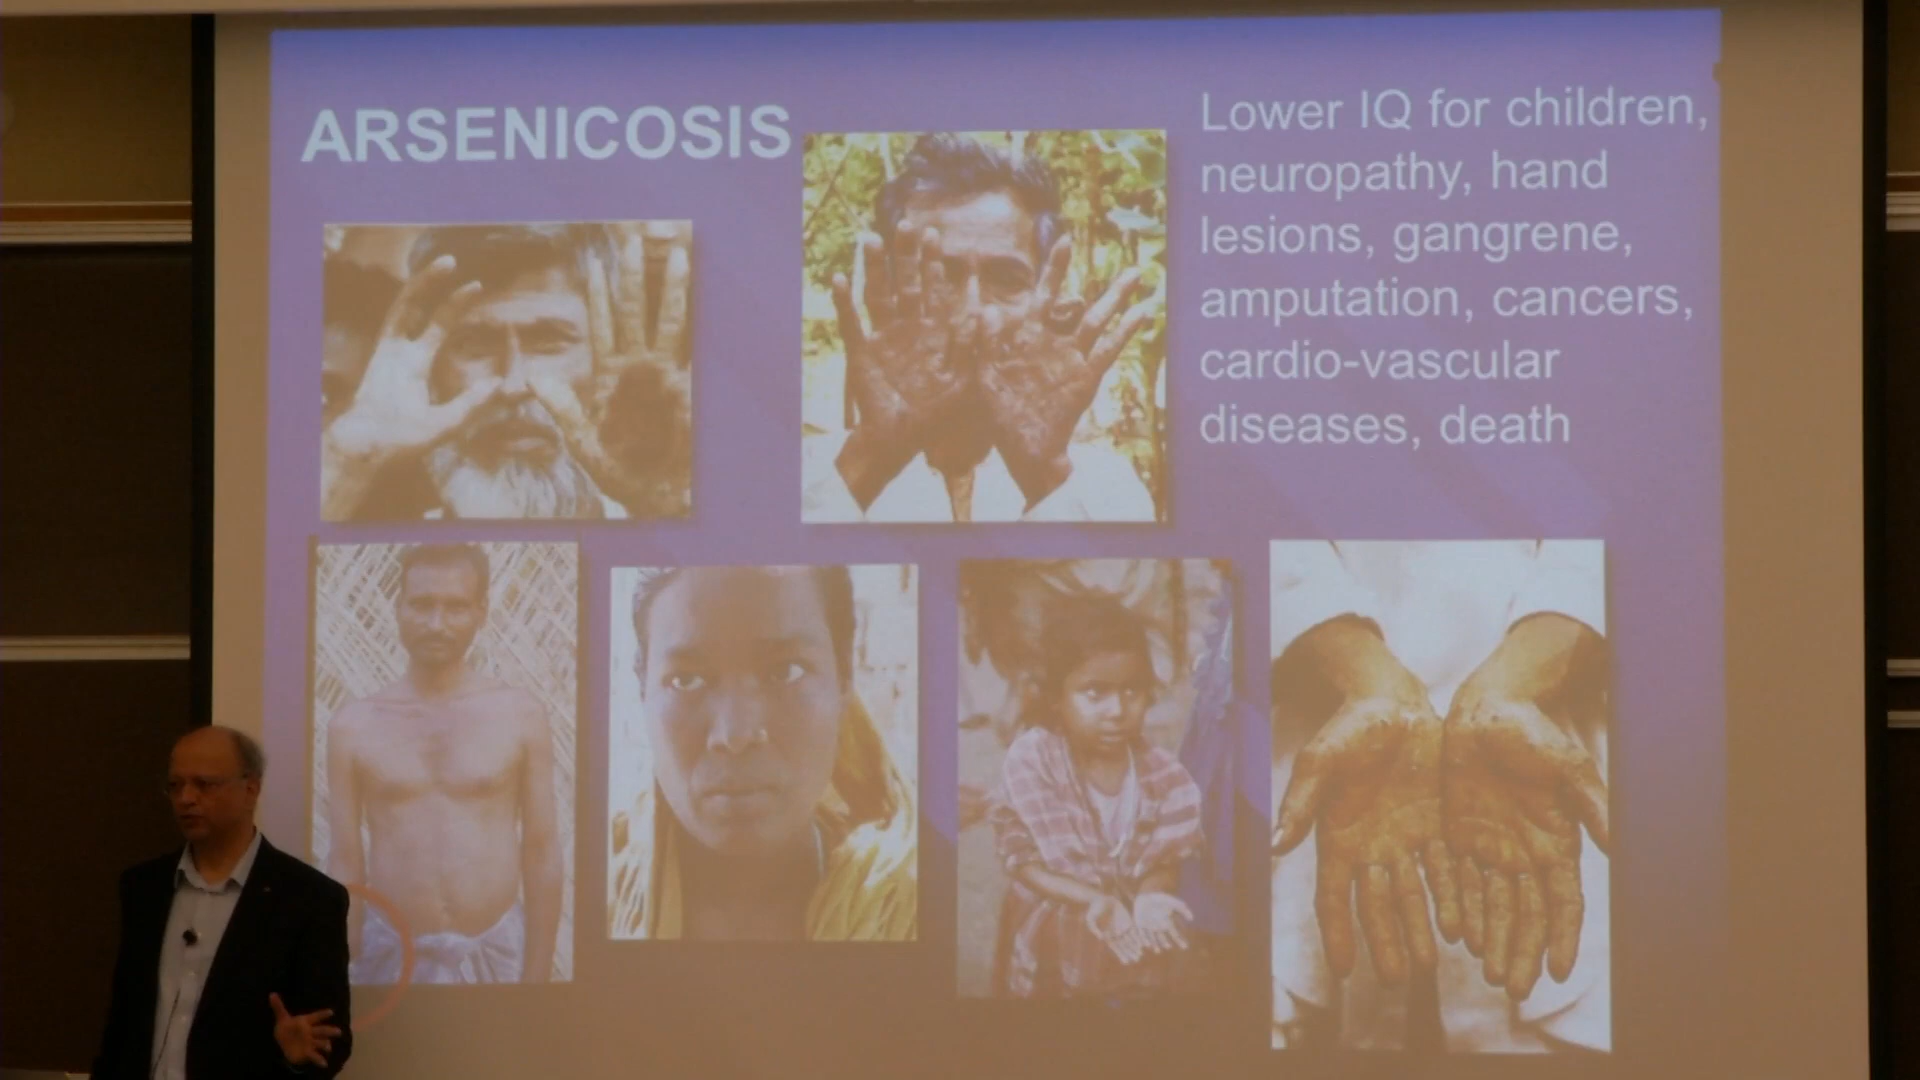 ARSENICOSIS
Lower IQ for children,
neuropathy, hand
lesions, gangrene,
amputation, cancers,
cardio-vascular
diseases, death